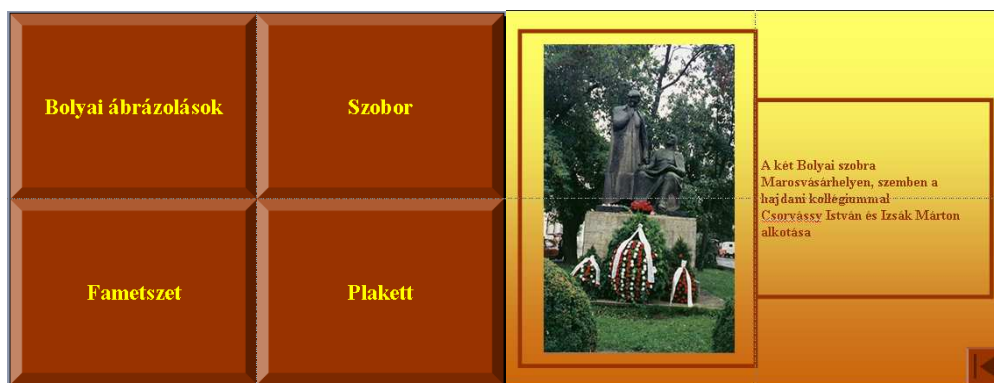 Bolyai ábrázolások
Szobor
Fametszet
Plakett
A két Bolyai szobra
Marosvásárhelyen, szemben a
hajdani kollégiummal
Csorvássy István és Izsák Márton
alkotása